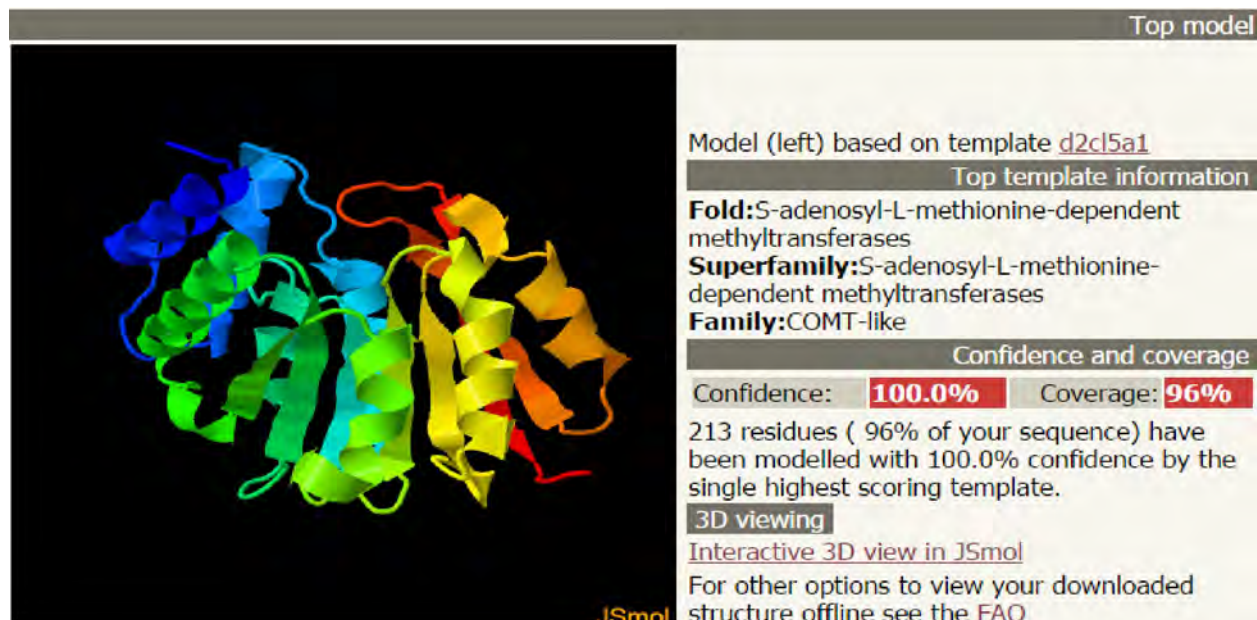 Top model
Model (left) based on template d2cl5a1
Top template information
Fold:S-adenosyl-L-methionine-dependent
methyltransferases
Superfamily:S-adenosyl-L-methionine-
dependent methyltransferases
Family:COMT-like
Confidence and coverage
Confidence: 100.0% Coverage: 96%
213 residues ( 96% of your sequence) have
been modelled with 100.0% confidence by the
single highest scoring template.
3D viewing
Interactive 3D view in JSmol
For other options to view your downloaded
structure offline see the FAQ
JSmol